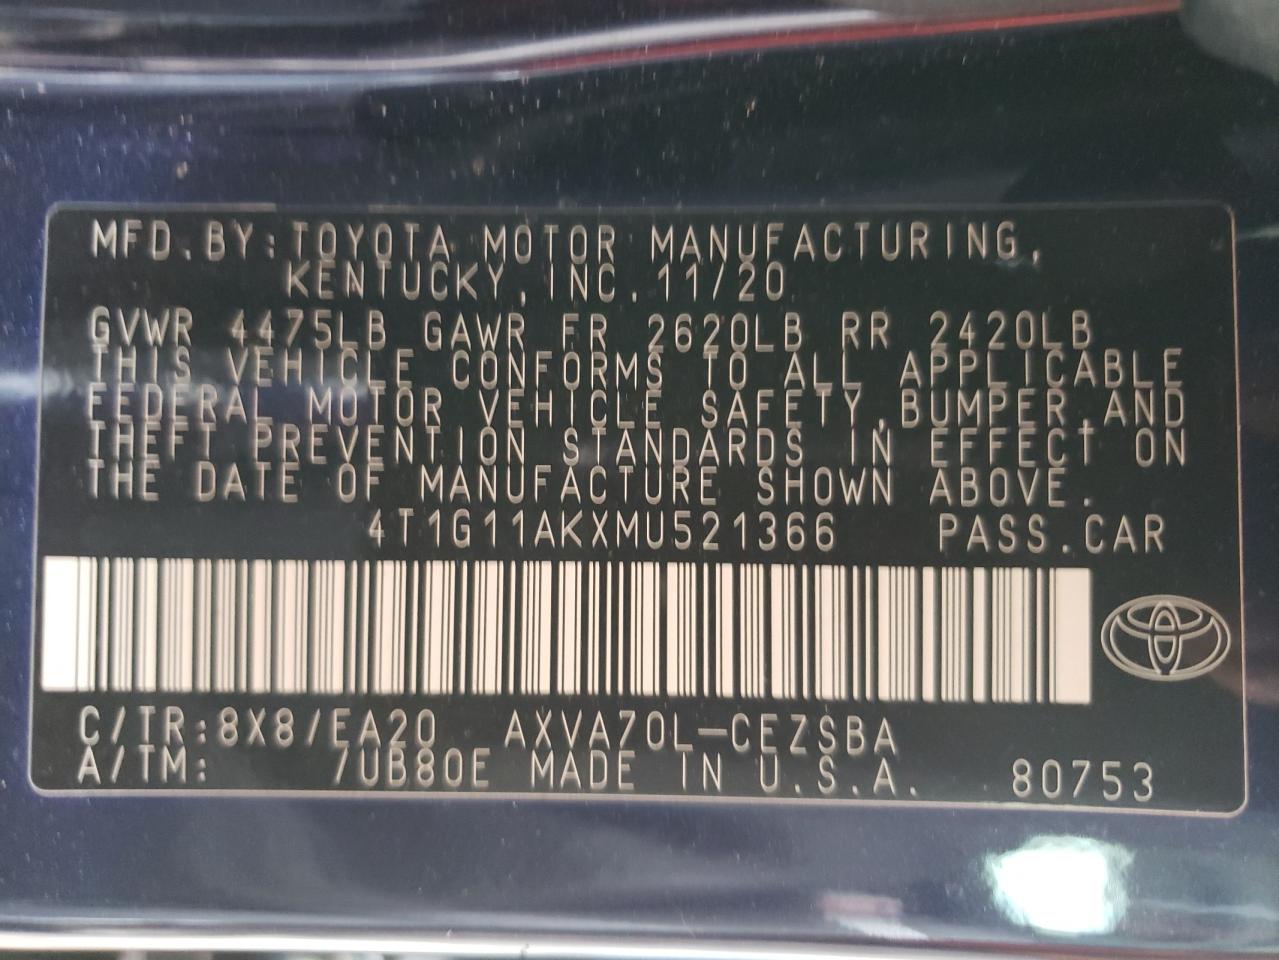 MFD.BY:TOYOTA MOTOR MANUFACTURING,
KENTUCKY,INC.11/20
GVWR 4475LB GAWR FR 2620LB RR 2420LB
THIS VEHICLE CONFORMS TO ALL APPLICABLE
FEDERAL MOTOR VEHICLE SAFETY,BUMPER,AND
THEFT PREVENTION STANDARDS IN EFFECT ON
THE DATE OF MANUFACTURE SHOWN ABOVE.
4T1G11AKXMU521366 PASS.CAR
C/TR:8X8/EA20 AXVA70L-CEZSBA
A/TM: /UB80E MADE IN U.S.A. 80753